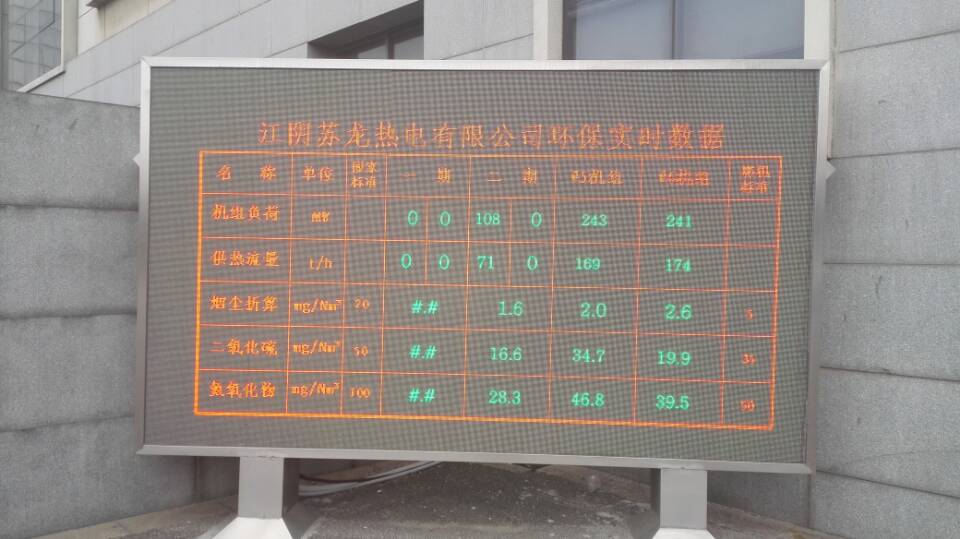 江阴苏龙热电有限公司环保实时数据
名 称 单位 国家标准 一 期 二 期 #5机组 #6机组 燃机标准
机组负荷 MW 0 0 108 0 243 241
供热流量 t/h 0 0 71 0 169 174
烟尘折算 mg/Nm³ 20 #.# 1.6 2.0 2.6 5
二氧化硫 mg/Nm³ 50 #.# 16.6 34.7 19.9 35
氮氧化物 mg/Nm³ 100 #.# 28.3 46.8 39.5 50